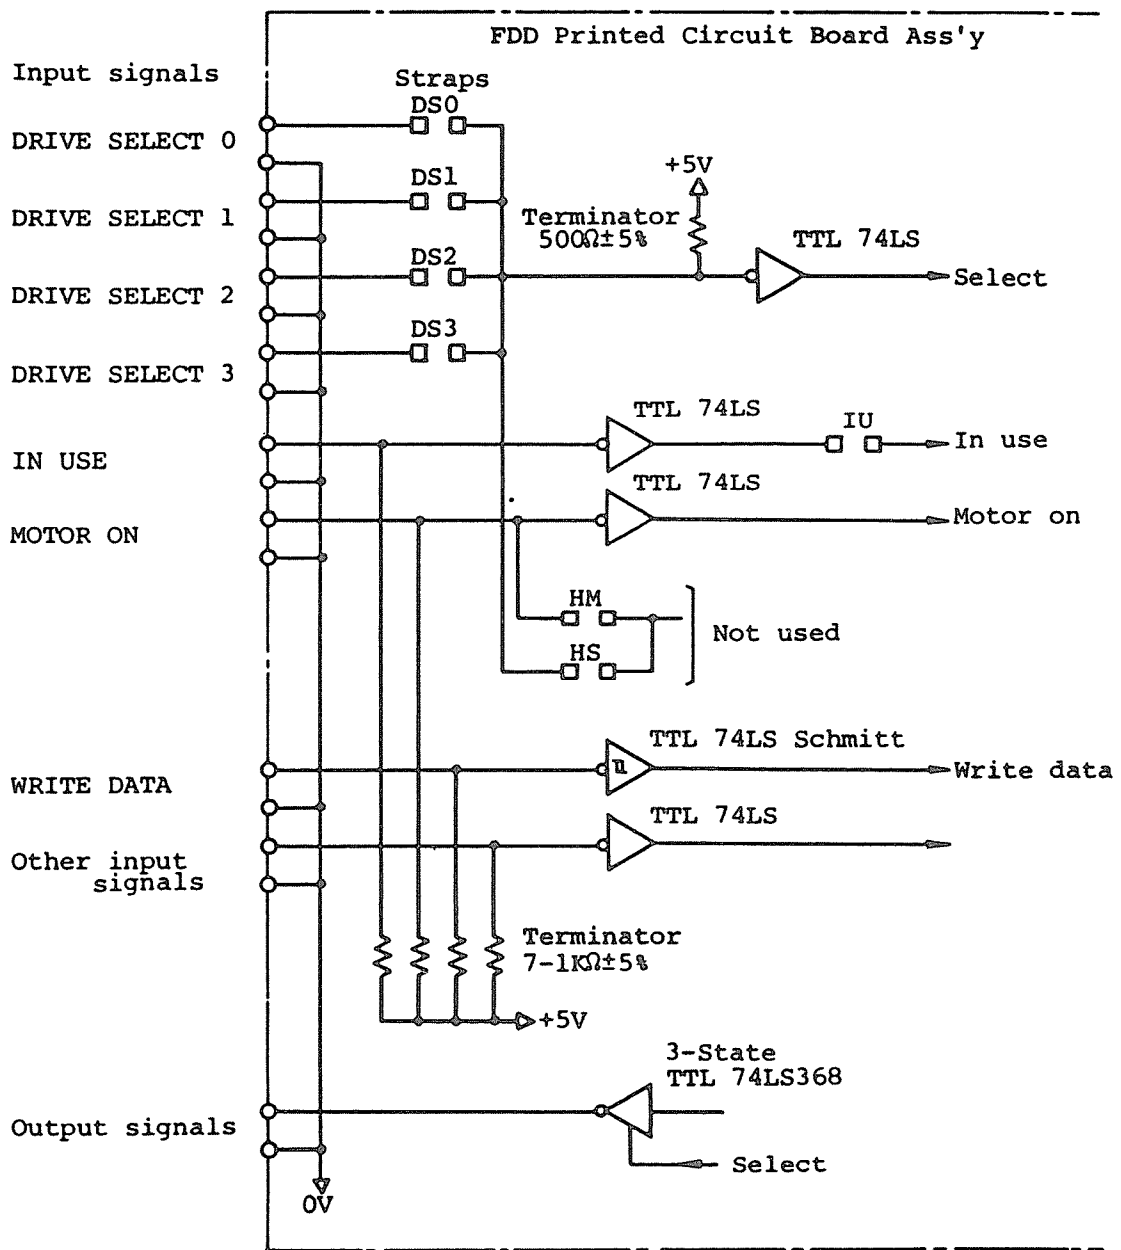 FDD Printed Circuit Board Ass'y
Input signals
Straps
DS0
DRIVE SELECT 0
DS1
DRIVE SELECT 1
+5V
Terminator
500Ω±5%
TTL 74LS
DS2
Select
DRIVE SELECT 2
DS3
DRIVE SELECT 3
TTL 74LS
IU
In use
IN USE
TTL 74LS
Motor on
MOTOR ON
HM
Not used
HS
TTL 74LS Schmitt
Write data
WRITE DATA
TTL 74LS
Other input
signals
Terminator
7-1KΩ±5%
+5V
3-State
TTL 74LS368
Output signals
Select
0V